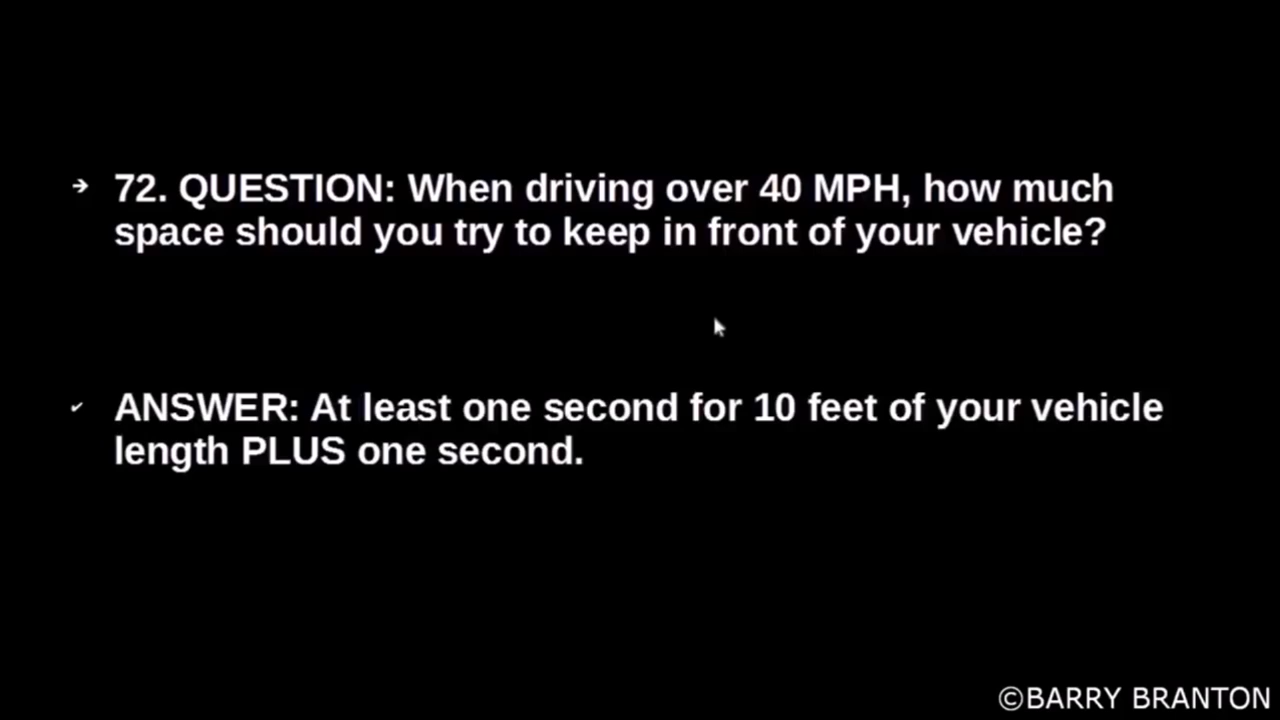 ➔ 72. QUESTION: When driving over 40 MPH, how much
space should you try to keep in front of your vehicle?
✔ ANSWER: At least one second for 10 feet of your vehicle
length PLUS one second.
©BARRY BRANTON